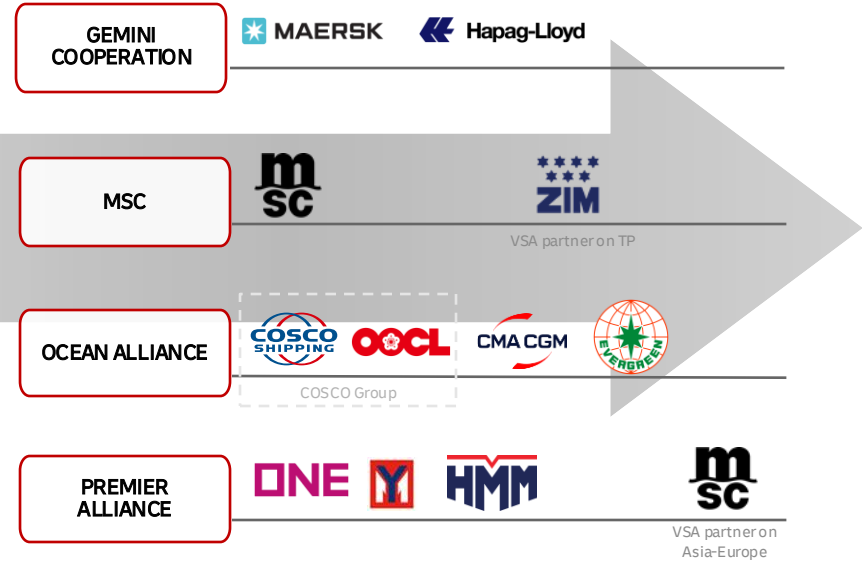 GEMINI
COOPERATION
MAERSK
Hapag-Lloyd
MSC
msc
ZIM
VSA partner on TP
OCEAN ALLIANCE
COSCO
SHIPPING
OOCL
CMA CGM
EVERGREEN
COSCO Group
PREMIER
ALLIANCE
ONE
YM
HMM
msc
VSA partner on
Asia-Europe